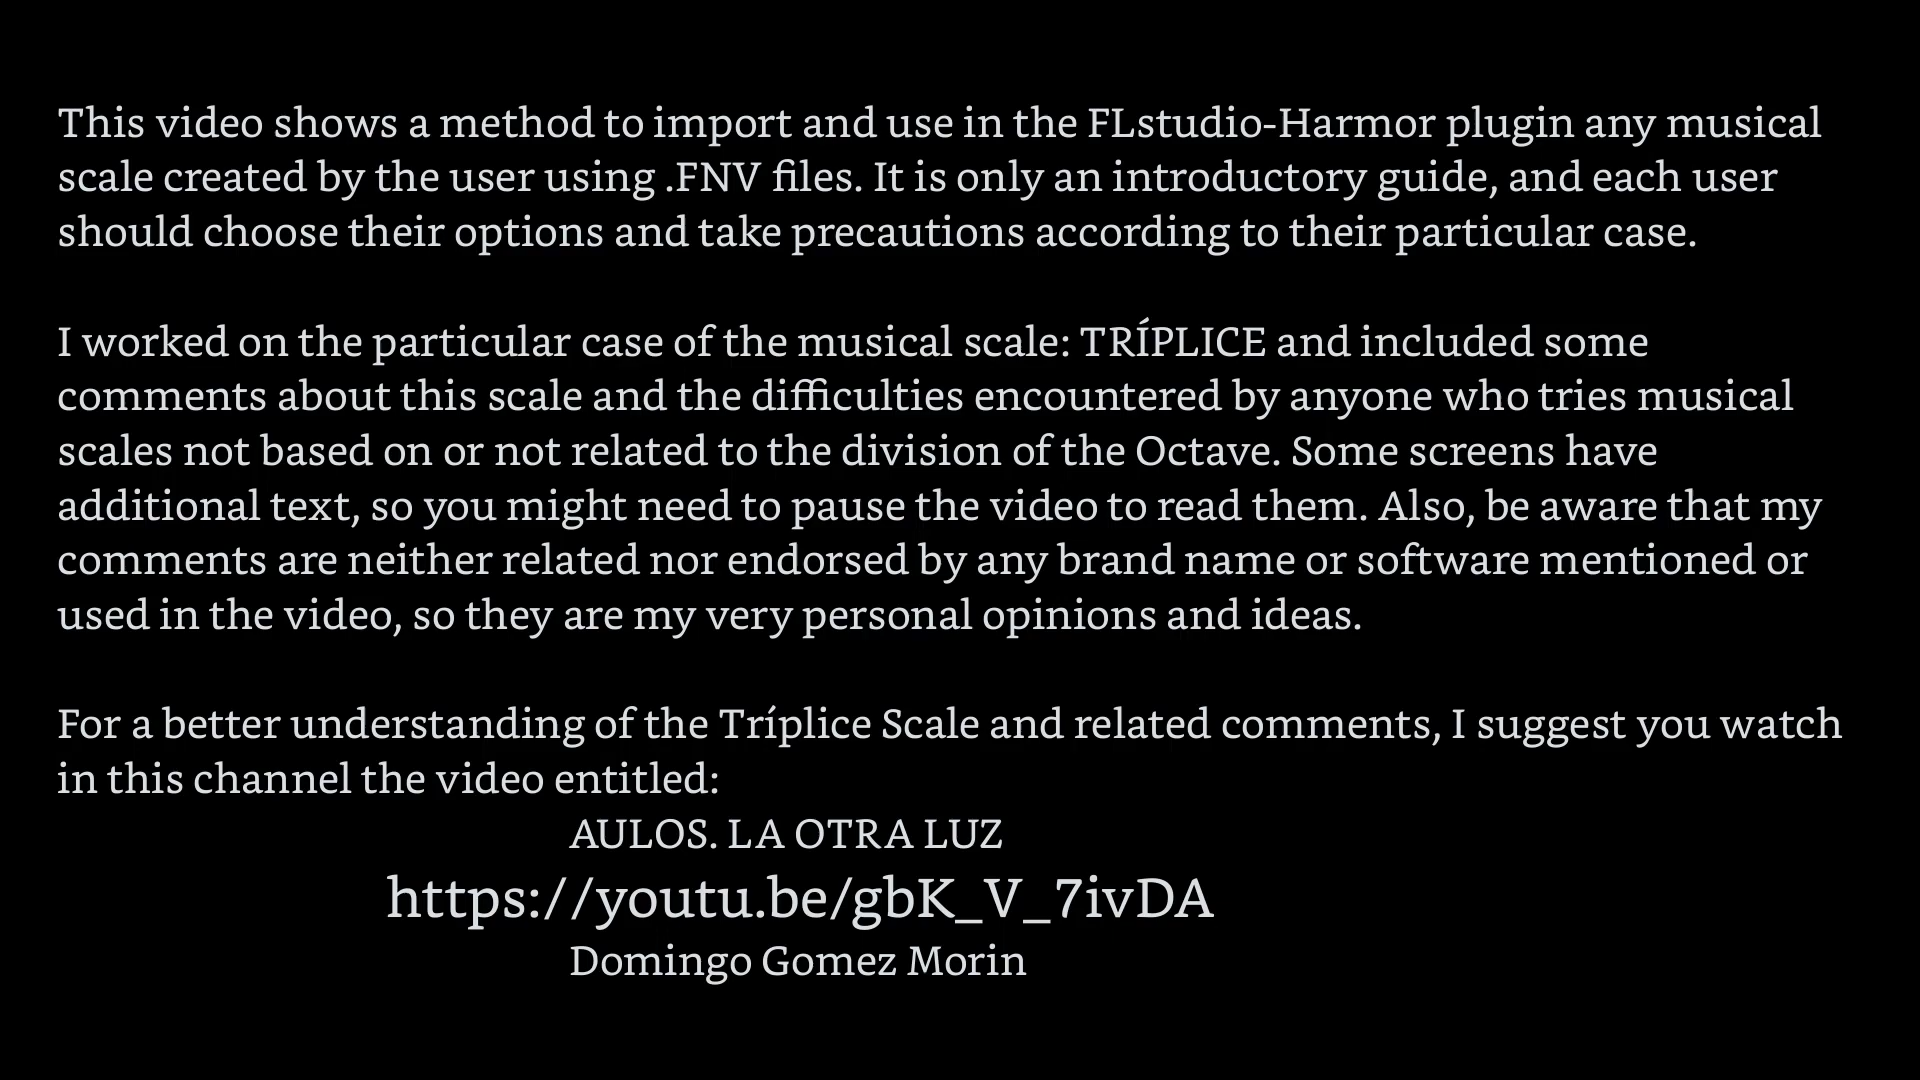 This video shows a method to import and use in the FLstudio-Harmor plugin any musical
scale created by the user using .FNV files. It is only an introductory guide, and each user
should choose their options and take precautions according to their particular case.
I worked on the particular case of the musical scale: TRÍPLICE and included some
comments about this scale and the difficulties encountered by anyone who tries musical
scales not based on or not related to the division of the Octave. Some screens have
additional text, so you might need to pause the video to read them. Also, be aware that my
comments are neither related nor endorsed by any brand name or software mentioned or
used in the video, so they are my very personal opinions and ideas.
For a better understanding of the Tríplice Scale and related comments, I suggest you watch
in this channel the video entitled:
AULOS. LA OTRA LUZ
https://youtu.be/gbK_V_7ivDA
Domingo Gomez Morin